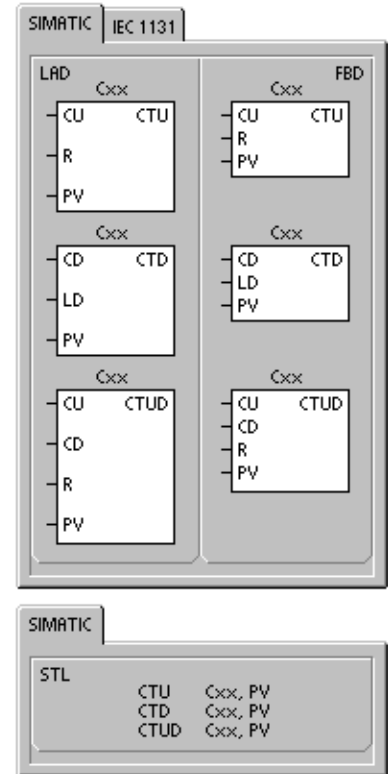 SIMATIC IEC 1131
LAD FBD
Cxx Cxx
CU CTU CU CTU
R R
PV PV
Cxx Cxx
CD CTD CD CTD
LD LD
PV PV
Cxx Cxx
CU CTUD CU CTUD
CD CD
R R
PV PV
SIMATIC
STL
CTU Cxx, PV
CTD Cxx, PV
CTUD Cxx, PV